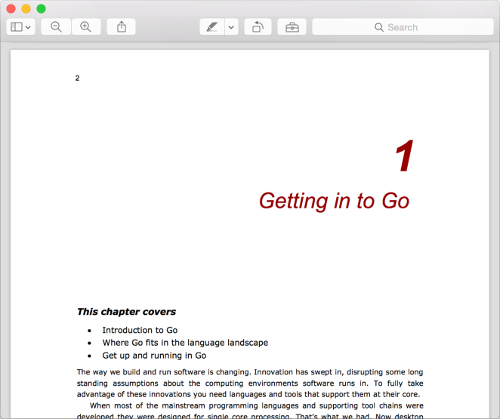 Search
2
1
Getting in to Go
This chapter covers
• Introduction to Go
• Where Go fits in the language landscape
• Get up and running in Go
The way we build and run software is changing. Innovation has swept in, disrupting some long
standing assumptions about the computing environments software runs in. To fully take
advantage of these innovations you need languages and tools that support them at their core.
When most of the mainstream programming languages and supporting tool chains were
developed they were designed for single core processing. That's what we had. Now desktop